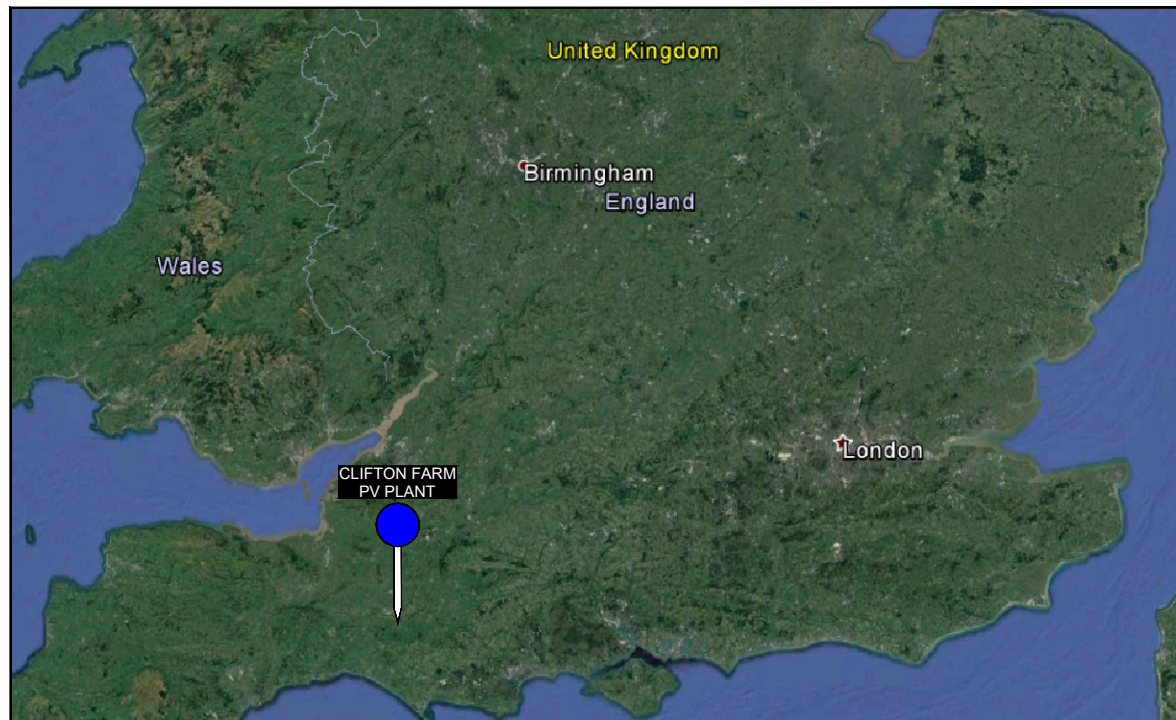 United Kingdom
Birmingham
England
Wales
London
CLIFTON FARM
PV PLANT